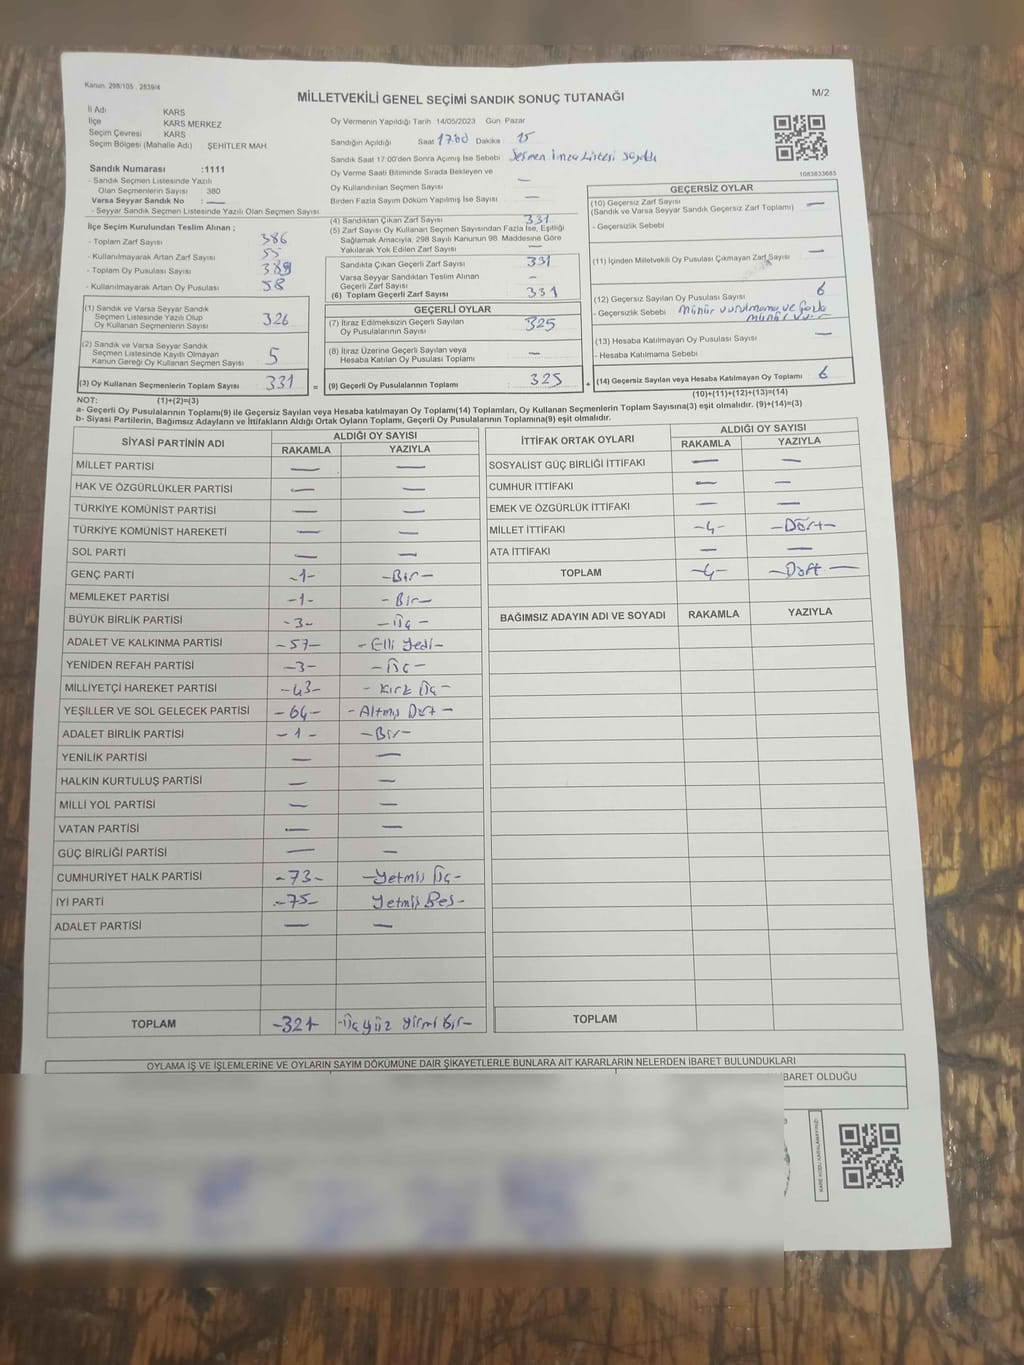 Kanun 298/105 , 2839/4
MİLLETVEKİLİ GENEL SEÇİMİ SANDIK SONUÇ TUTANAĞI
M/2
İl Adı KARS
İlçe KARS MERKEZ
Seçim Çevresi KARS
Seçim Bölgesi (Mahalle Adı) ŞEHİTLER MAH.
Oy Vermenin Yapıldığı Tarih 14/05/2023 Gün Pazar
Sandığın Açıldığı Saat 17:00 Dakika 15
Sandık Saat 17:00'den Sonra Açımış İse Sebebi Seçmen İmza Listesi Sayıldı
Oy Verme Saati Bitiminde Sırada Bekleyen ve
Oy Kullandırılan Seçmen Sayısı —
Birden Fazla Sayım Döküm Yapılmış İse Sayısı —
1083833683
Sandık Numarası :1111
- Sandık Seçmen Listesinde Yazılı
Olan Seçmenlerin Sayısı 380
Varsa Seyyar Sandık No : —
- Seyyar Sandık Seçmen Listesinde Yazılı Olan Seçmen Sayısı
İlçe Seçim Kurulundan Teslim Alınan ;
- Toplam Zarf Sayısı 386
- Kullanılmayarak Artan Zarf Sayısı 55
- Toplam Oy Pusulası Sayısı 389
- Kullanılmayarak Artan Oy Pusulası 58
(1) Sandık ve Varsa Seyyar Sandık
Seçmen Listesinde Yazılı Olup
Oy Kullanan Seçmenlerin Sayısı 326
(2) Sandık ve Varsa Seyyar Sandık
Seçmen Listesinde Kayıtlı Olmayan
Kanun Gereği Oy Kullanan Seçmen Sayısı 5
(3) Oy Kullanan Seçmenlerin Toplam Sayısı 331 =
(4) Sandıktan Çıkan Zarf Sayısı 331
(5) Zarf Sayısı Oy Kullanan Seçmen Sayısından Fazla İse, Eşitliği
Sağlamak Amacıyla, 298 Sayılı Kanunun 98. Maddesine Göre
Yakılarak Yok Edilen Zarf Sayısı —
Sandıkta Çıkan Geçerli Zarf Sayısı 331
Varsa Seyyar Sandıktan Teslim Alınan
Geçerli Zarf Sayısı —
(6) Toplam Geçerli Zarf Sayısı 331
GEÇERLİ OYLAR
(7) İtiraz Edilmeksizin Geçerli Sayılan
Oy Pusulalarının Sayısı 325
(8) İtiraz Üzerine Geçerli Sayılan veya
Hesaba Katılan Oy Pusulası Toplamı —
(9) Geçerli Oy Pusulalarının Toplamı : 325 +
GEÇERSİZ OYLAR
(10) Geçersiz Zarf Sayısı —
(Sandık ve Varsa Seyyar Sandık Geçersiz Zarf Toplamı)
- Geçersizlik Sebebi
(11) İçinden Milletvekili Oy Pusulası Çıkmayan Zarf Sayısı —
(12) Geçersiz Sayılan Oy Pusulası Sayısı 6
- Geçersizlik Sebebi Mühür vurulmama ve fazla
mühür
(13) Hesaba Katılmayan Oy Pusulası Sayısı —
- Hesaba Katılmama Sebebi
(14) Geçersiz Sayılan veya Hesaba Katılmayan Oy Toplamı 6
NOT: (1)+(2)=(3) (10)+(11)+(12)+(13)=(14)
a- Geçerli Oy Pusulalarının Toplamı(9) ile Geçersiz Sayılan veya Hesaba katılmayan Oy Toplamı(14) Toplamları, Oy Kullanan Seçmenlerin Toplam Sayısına(3) eşit olmalıdır. (9)+(14)=(3)
b- Siyasi Partilerin, Bağımsız Adayların ve İttifakların Aldığı Ortak Oyların Toplamı, Geçerli Oy Pusulalarının Toplamına(9) eşit olmalıdır.
SİYASİ PARTİNİN ADI ALDIĞI OY SAYISI
RAKAMLA YAZIYLA
MİLLET PARTİSİ — —
HAK VE ÖZGÜRLÜKLER PARTİSİ — —
TÜRKİYE KOMÜNİST PARTİSİ — —
TÜRKİYE KOMÜNİST HAREKETİ — —
SOL PARTİ — —
GENÇ PARTİ -1- -Bir-
MEMLEKET PARTİSİ -1- -Bir-
BÜYÜK BİRLİK PARTİSİ -3- -Üç-
ADALET VE KALKINMA PARTİSİ -57- -Elli Yedi-
YENİDEN REFAH PARTİSİ -3- -Üç-
MİLLİYETÇİ HAREKET PARTİSİ -43- -Kırk Üç-
YEŞİLLER VE SOL GELECEK PARTİSİ -64- -Altmış Dört-
ADALET BİRLİK PARTİSİ -1- -Bir-
YENİLİK PARTİSİ — —
HALKIN KURTULUŞ PARTİSİ — —
MİLLİ YOL PARTİSİ — —
VATAN PARTİSİ — —
GÜÇ BİRLİĞİ PARTİSİ — —
CUMHURİYET HALK PARTİSİ -73- -Yetmiş Üç-
İYİ PARTİ -75- Yetmiş Beş-
ADALET PARTİSİ — —
TOPLAM -321- -Üçyüz Yirmi Bir-
İTTİFAK ORTAK OYLARI ALDIĞI OY SAYISI
RAKAMLA YAZIYLA
SOSYALİST GÜÇ BİRLİĞİ İTTİFAKI — —
CUMHUR İTTİFAKI — —
EMEK VE ÖZGÜRLÜK İTTİFAKI — —
MİLLET İTTİFAKI -4- -Dört-
ATA İTTİFAKI — —
TOPLAM -4- -Dört-
BAĞIMSIZ ADAYIN ADI VE SOYADI RAKAMLA YAZIYLA
TOPLAM
OYLAMA İŞ VE İŞLEMLERİNE VE OYLARIN SAYIM DÖKÜMÜNE DAİR ŞİKAYETLERLE BUNLARA AİT KARARLARIN NELERDEN İBARET BULUNDUKLARI
BARET OLDUĞU